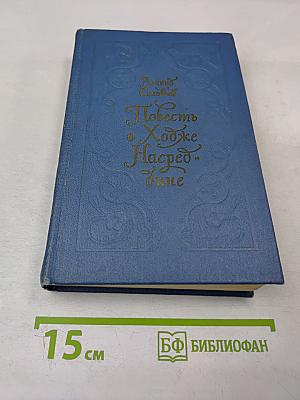 Леонид
Соловьев
Повесть
о Ходже
Насред-
дине
15 см
БФ БИБЛИОФАН